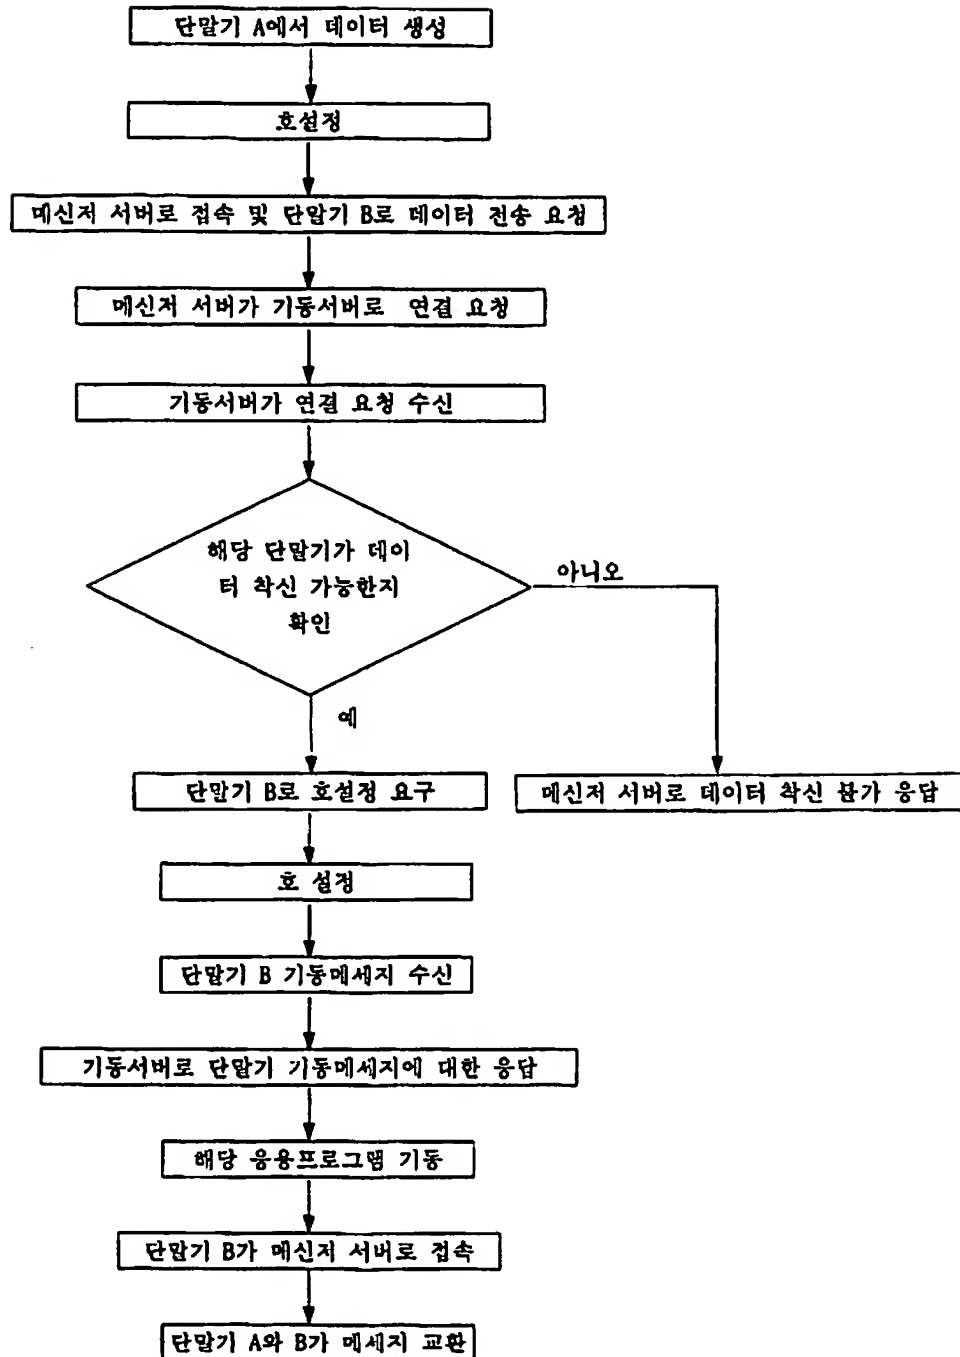 단말기 A에서 데이터 생성
호설정
메신저 서버로 접속 및 단말기 B로 데이터 전송 요청
메신저 서버가 기동서버로 연결 요청
기동서버가 연결 요청 수신
해당 단말기가 데이
터 착신 가능한지
확인
아니오
예
단말기 B로 호설정 요구
메신저 서버로 데이터 착신 불가 응답
호 설정
단말기 B 기동메세지 수신
기동서버로 단말기 기동메세지에 대한 응답
해당 응용프로그램 기동
단말기 B가 메신저 서버로 접속
단말기 A와 B가 메세지 교환